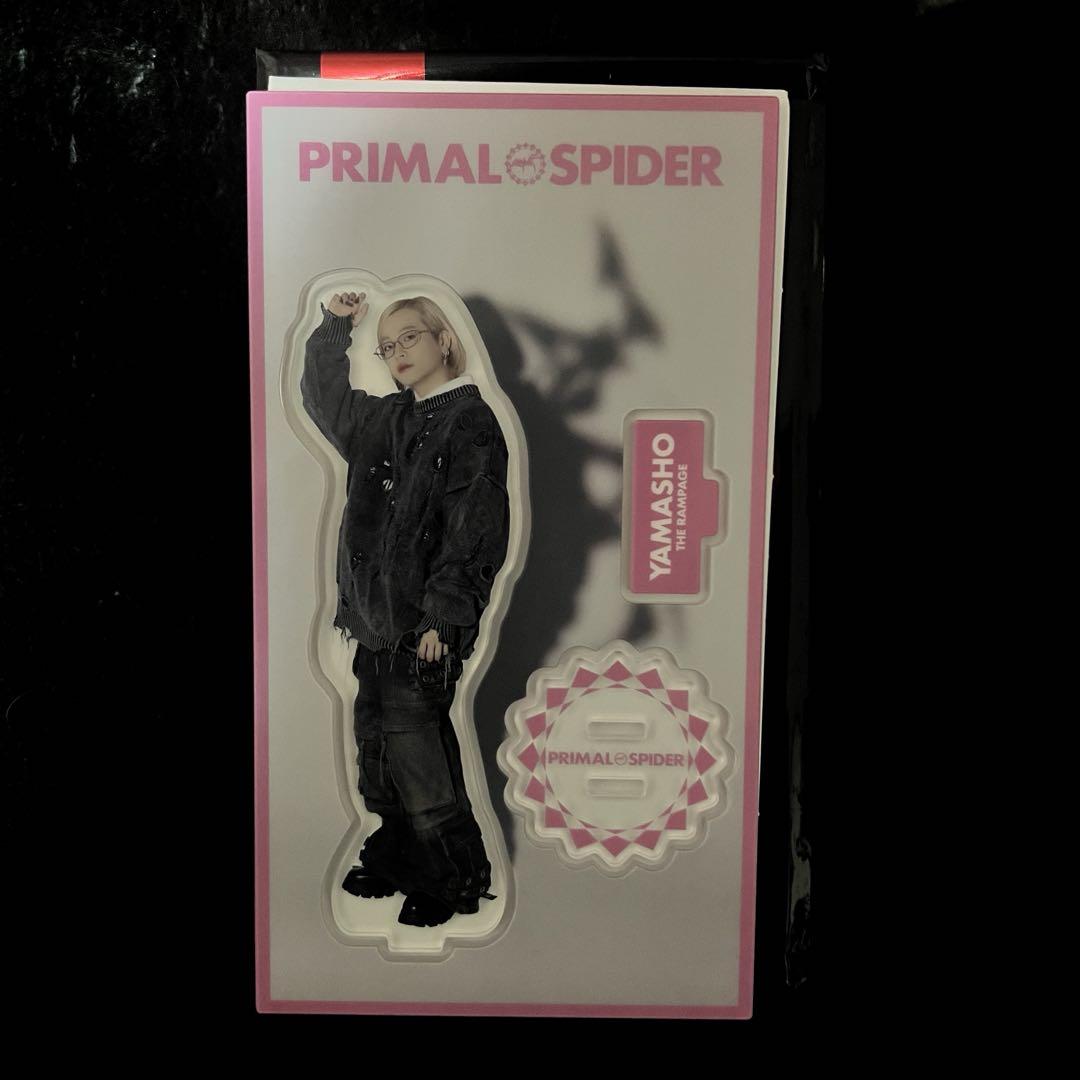 PRIMAL SPIDER
YAMASHO
THE RAMPAGE
PRIMAL SPIDER